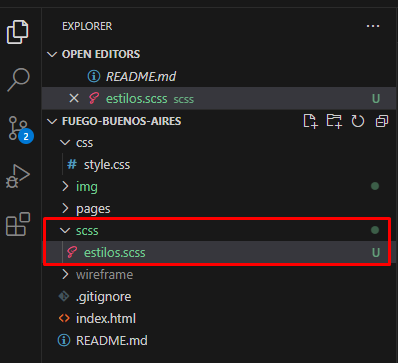 EXPLORER
OPEN EDITORS
README.md
estilos.scss scss U
FUEGO-BUENOS-AIRES
css
# style.css
img
pages
2
scss
estilos.scss U
wireframe
.gitignore
index.html
README.md